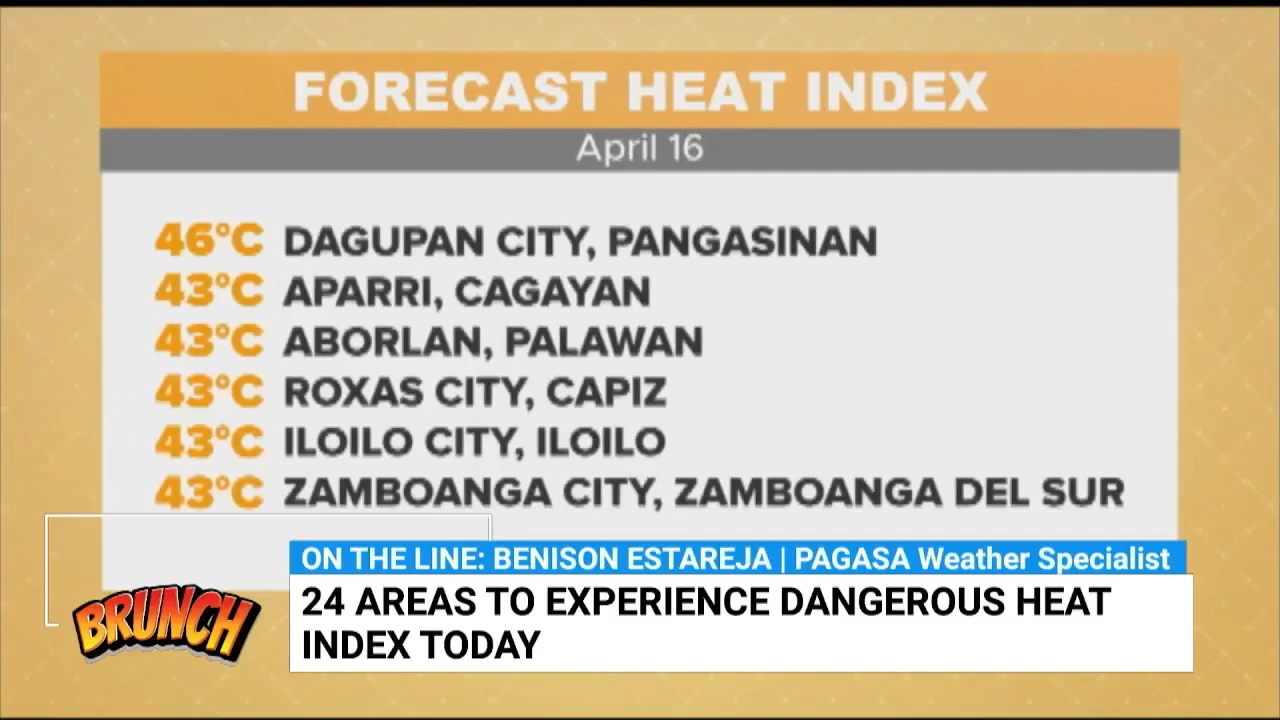 FORECAST HEAT INDEX
April 16
46°C DAGUPAN CITY, PANGASINAN
43°C APARRI, CAGAYAN
43°C ABORLAN, PALAWAN
43°C ROXAS CITY, CAPIZ
43°C ILOILO CITY, ILOILO
43°C ZAMBOANGA CITY, ZAMBOANGA DEL SUR
ON THE LINE: BENISON ESTAREJA | PAGASA Weather Specialist
BRUNCH
24 AREAS TO EXPERIENCE DANGEROUS HEAT
INDEX TODAY